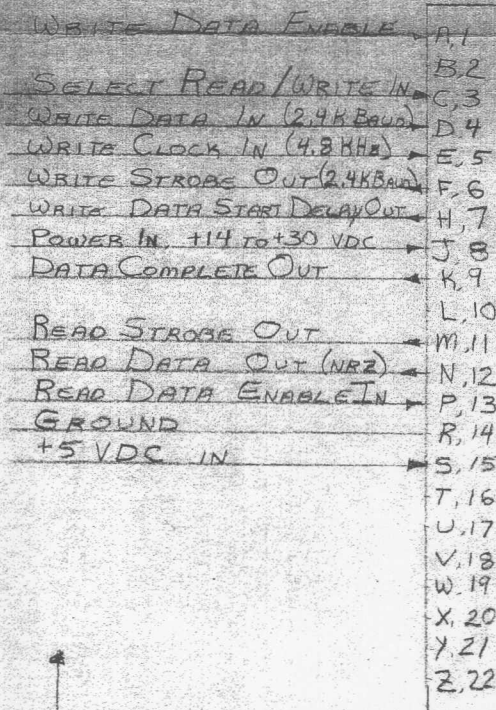 WRITE DATA ENABLE A,1
B,2
SELECT READ/WRITE IN C,3
WRITE DATA IN (2,4K BAUD) D.4
WRITE CLOCK IN (4.8 KHz) E,5
WRITE STROBE OUT (2.4K BAUD) F,6
WRITE DATA START DELAY OUT H,7
POWER IN, +14 TO +30 VDC J,8
DATA COMPLETE OUT K,9
L,10
READ STROBE OUT M,11
READ DATA OUT (NRZ) N,12
READ DATA ENABLE IN P,13
GROUND R,14
+5 VDC IN S,15
T,16
U,17
V,18
W.19
X,20
Y,21
Z,22